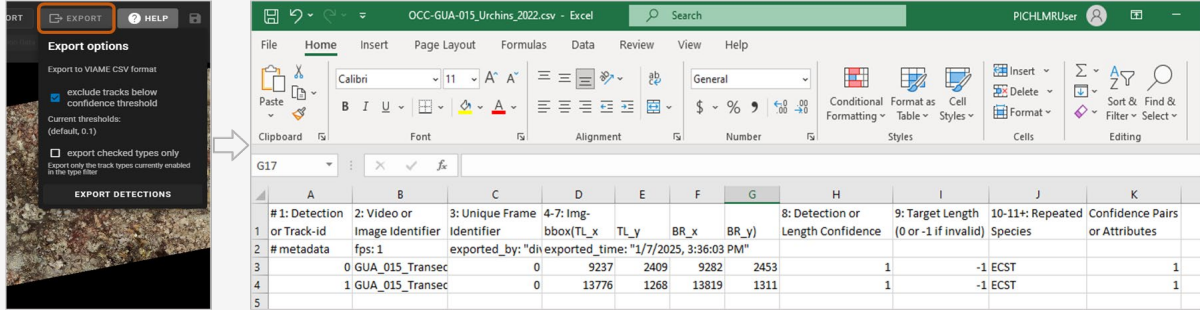 ORT
EXPORT
HELP
Export options
Export to VIAME CSV format
exclude tracks below
confidence threshold
Current thresholds:
(default, 0.1)
export checked types only
Export only the track types currently enabled
in the type filter
EXPORT DETECTIONS
OCC-GUA-015_Urchins_2022.csv - Excel
Search
PICHLMRUser
File Home Insert Page Layout Formulas Data Review View Help
Paste
Calibri 11 A^ A˅
B I U A
ab
c
General
$ % 9 .00 .00
Conditional
Formatting
Format as
Table
Cell
Styles
Insert
Delete
Format
Sort & Filter
Find & Select
Clipboard Font Alignment Number Styles Cells Editing
G17 fx
A B C D E F G H I J K
1 # 1: Detection or Track-id 2: Video or Image Identifier 3: Unique Frame Identifier 4-7: Img-bbox(TL_x TL_y BR_x BR_y) 8: Detection or Length Confidence 9: Target Length (0 or -1 if invalid) 10-11+: Repeated Species Confidence Pairs or Attributes
2 # metadata fps: 1 exported_by: "div exported_time: "1/7/2025, 3:36:03 PM"
3 0 GUA_015_Transec 0 9237 2409 9282 2453 1 -1 ECST 1
4 1 GUA_015_Transec 0 13776 1268 13819 1311 1 -1 ECST 1
5